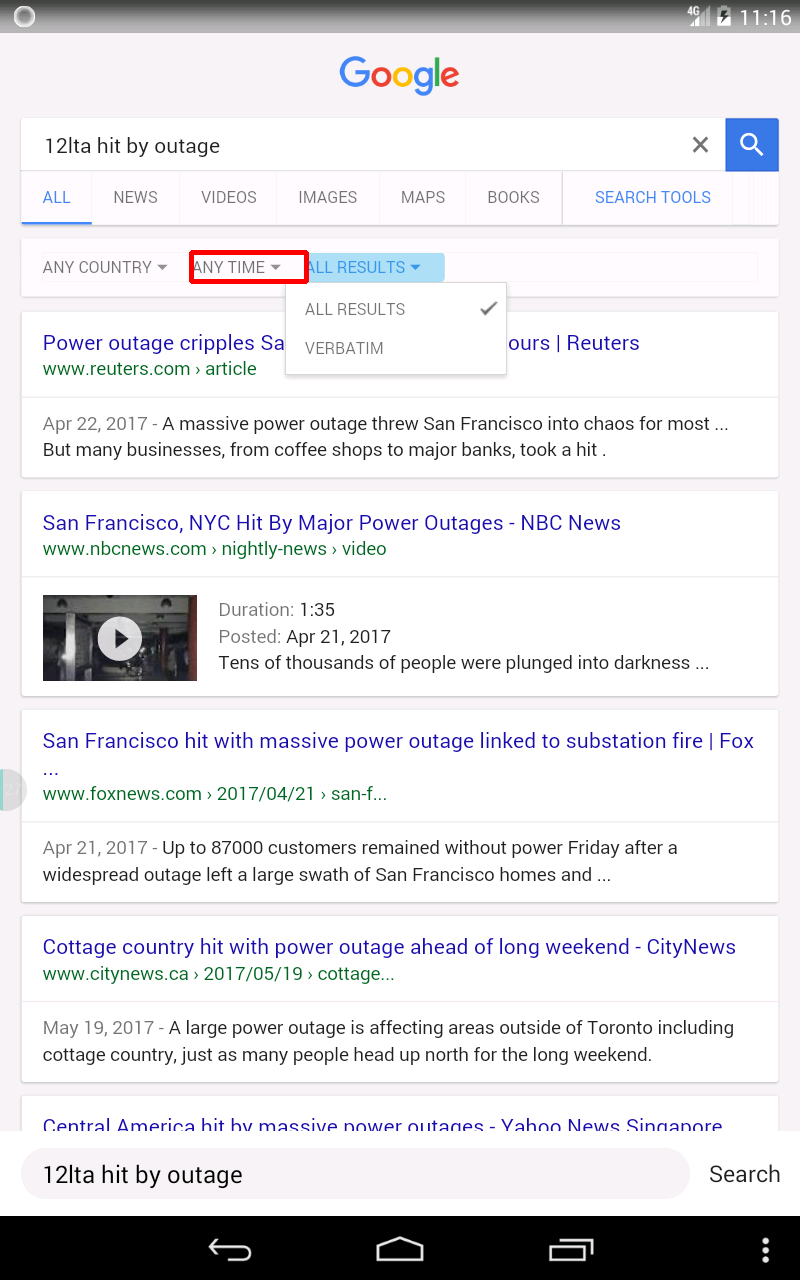 4G 11:16
Google
12lta hit by outage
ALL NEWS VIDEOS IMAGES MAPS BOOKS SEARCH TOOLS
ANY COUNTRY ANY TIME ALL RESULTS
ALL RESULTS
VERBATIM
Power outage cripples Sa ours | Reuters
www.reuters.com › article
Apr 22, 2017 - A massive power outage threw San Francisco into chaos for most ...
But many businesses, from coffee shops to major banks, took a hit .
San Francisco, NYC Hit By Major Power Outages - NBC News
www.nbcnews.com › nightly-news › video
Duration: 1:35
Posted: Apr 21, 2017
Tens of thousands of people were plunged into darkness ...
San Francisco hit with massive power outage linked to substation fire | Fox
...
www.foxnews.com › 2017/04/21 › san-f...
Apr 21, 2017 - Up to 87000 customers remained without power Friday after a
widespread outage left a large swath of San Francisco homes and ...
Cottage country hit with power outage ahead of long weekend - CityNews
www.citynews.ca › 2017/05/19 › cottage...
May 19, 2017 - A large power outage is affecting areas outside of Toronto including
cottage country, just as many people head up north for the long weekend.
Central America hit by massive power outages - Yahoo News Singapore
12lta hit by outage Search